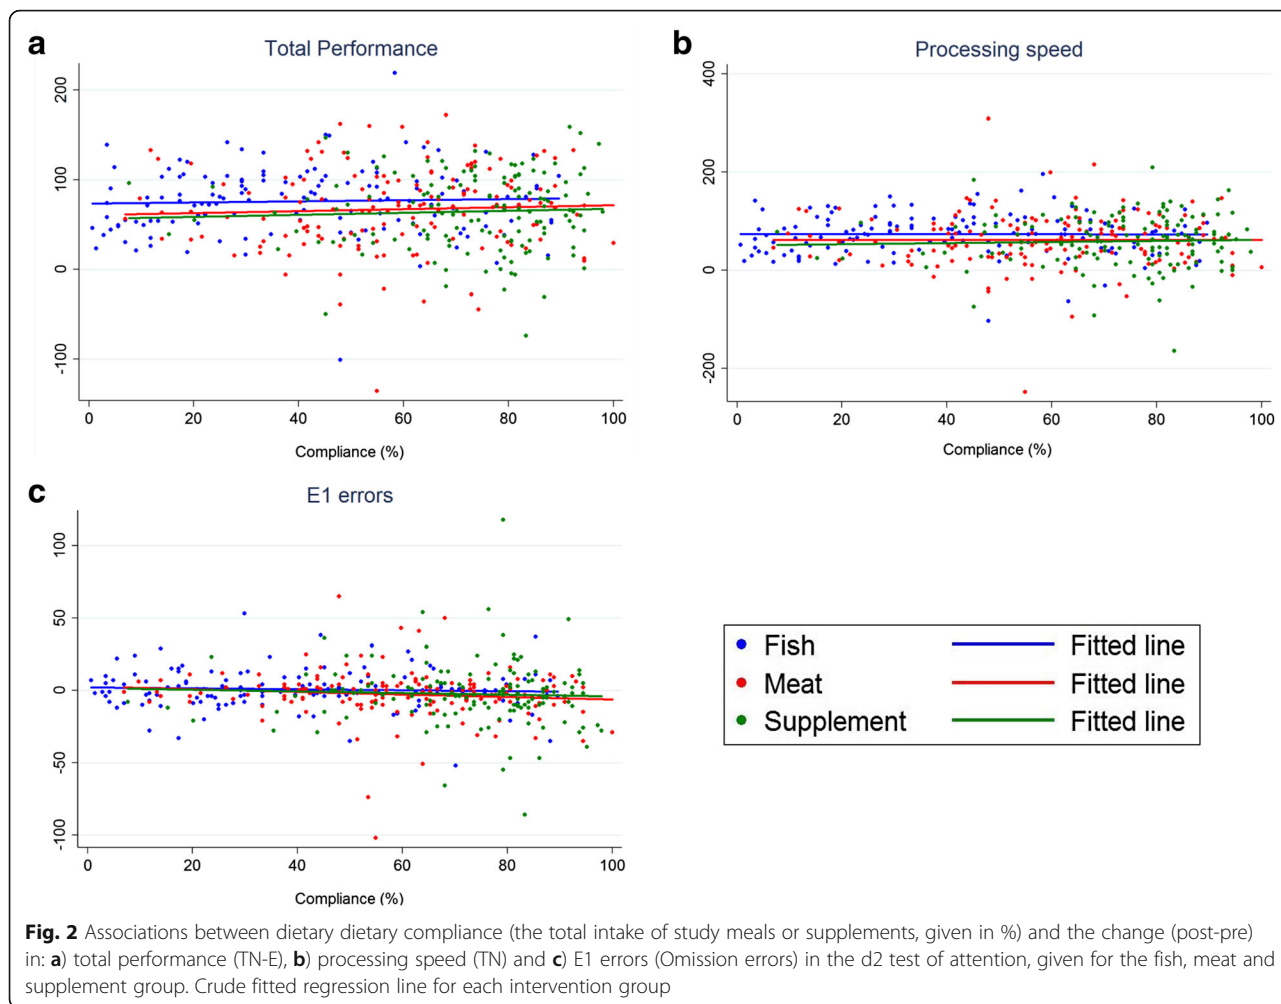 a
Total Performance
200
100
0
-100
0 20 40 60 80 100
Compliance (%)
b
Processing speed
400
200
0
-200
0 20 40 60 80 100
Compliance (%)
c
E1 errors
100
50
0
-50
-100
0 20 40 60 80 100
Compliance (%)
Fish Fitted line
Meat Fitted line
Supplement Fitted line
Fig. 2 Associations between dietary dietary compliance (the total intake of study meals or supplements, given in %) and the change (post-pre)
in: a) total performance (TN-E), b) processing speed (TN) and c) E1 errors (Omission errors) in the d2 test of attention, given for the fish, meat and
supplement group. Crude fitted regression line for each intervention group